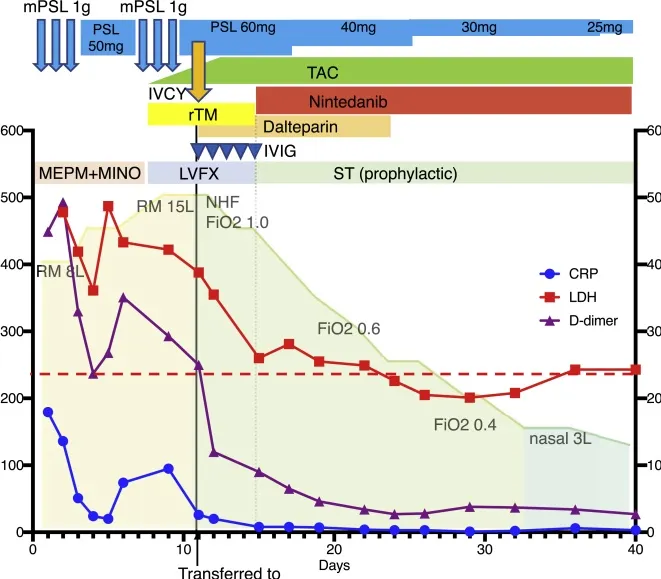 mPSL 1g mPSL 1g
PSL
50mg
PSL 60mg 40mg 30mg 25mg
TAC
IVCY
Nintedanib
rTM
Dalteparin
IVIG
MEPM+MINO LVFX ST (prophylactic)
600 60
500 50
400 40
300 30
200 20
100 10
0 0
RM 15L NHF
FiO2 1.0
RM 8L
FiO2 0.6
FiO2 0.4
nasal 3L
CRP
LDH
D-dimer
0 10 20 30 40
Days
Transferred to